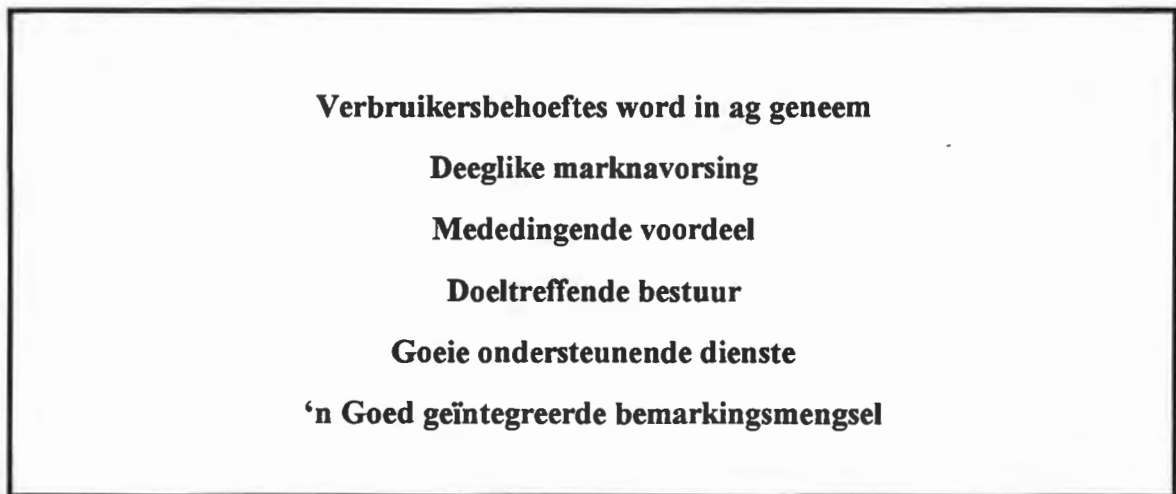 Verbruikersbehoeftes word in ag geneem
Deeglike marknavorsing
Mededingende voordeel
Doeltreffende bestuur
Goeie ondersteunende dienste
‘n Goed geïntegreerde bemarkingsmengsel